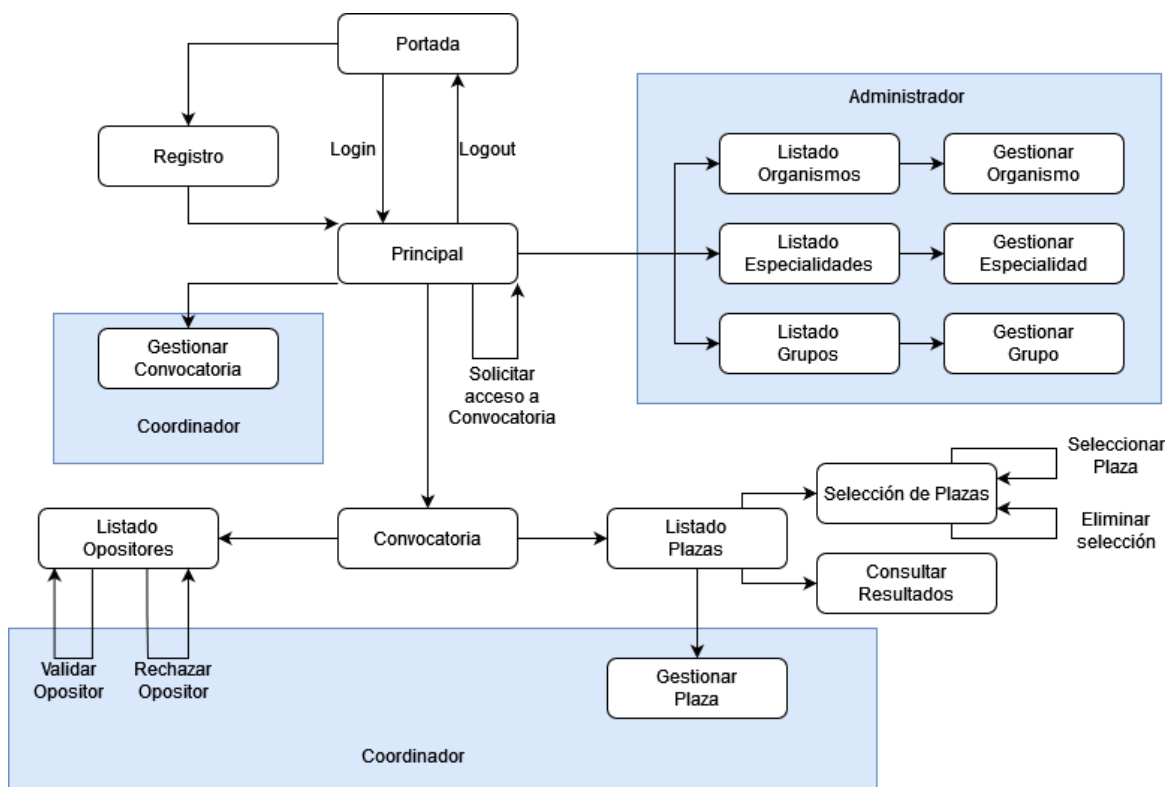 Portada
Administrador
Registro
Login
Logout
Listado
Organismos
Gestionar
Organismo
Principal
Listado
Especialidades
Gestionar
Especialidad
Gestionar
Convocatoria
Listado
Grupos
Gestionar
Grupo
Solicitar
acceso a
Convocatoria
Coordinador
Seleccionar
Plaza
Selección de Plazas
Listado
Opositores
Convocatoria
Listado
Plazas
Eliminar
selección
Consultar
Resultados
Validar
Opositor
Rechazar
Opositor
Gestionar
Plaza
Coordinador